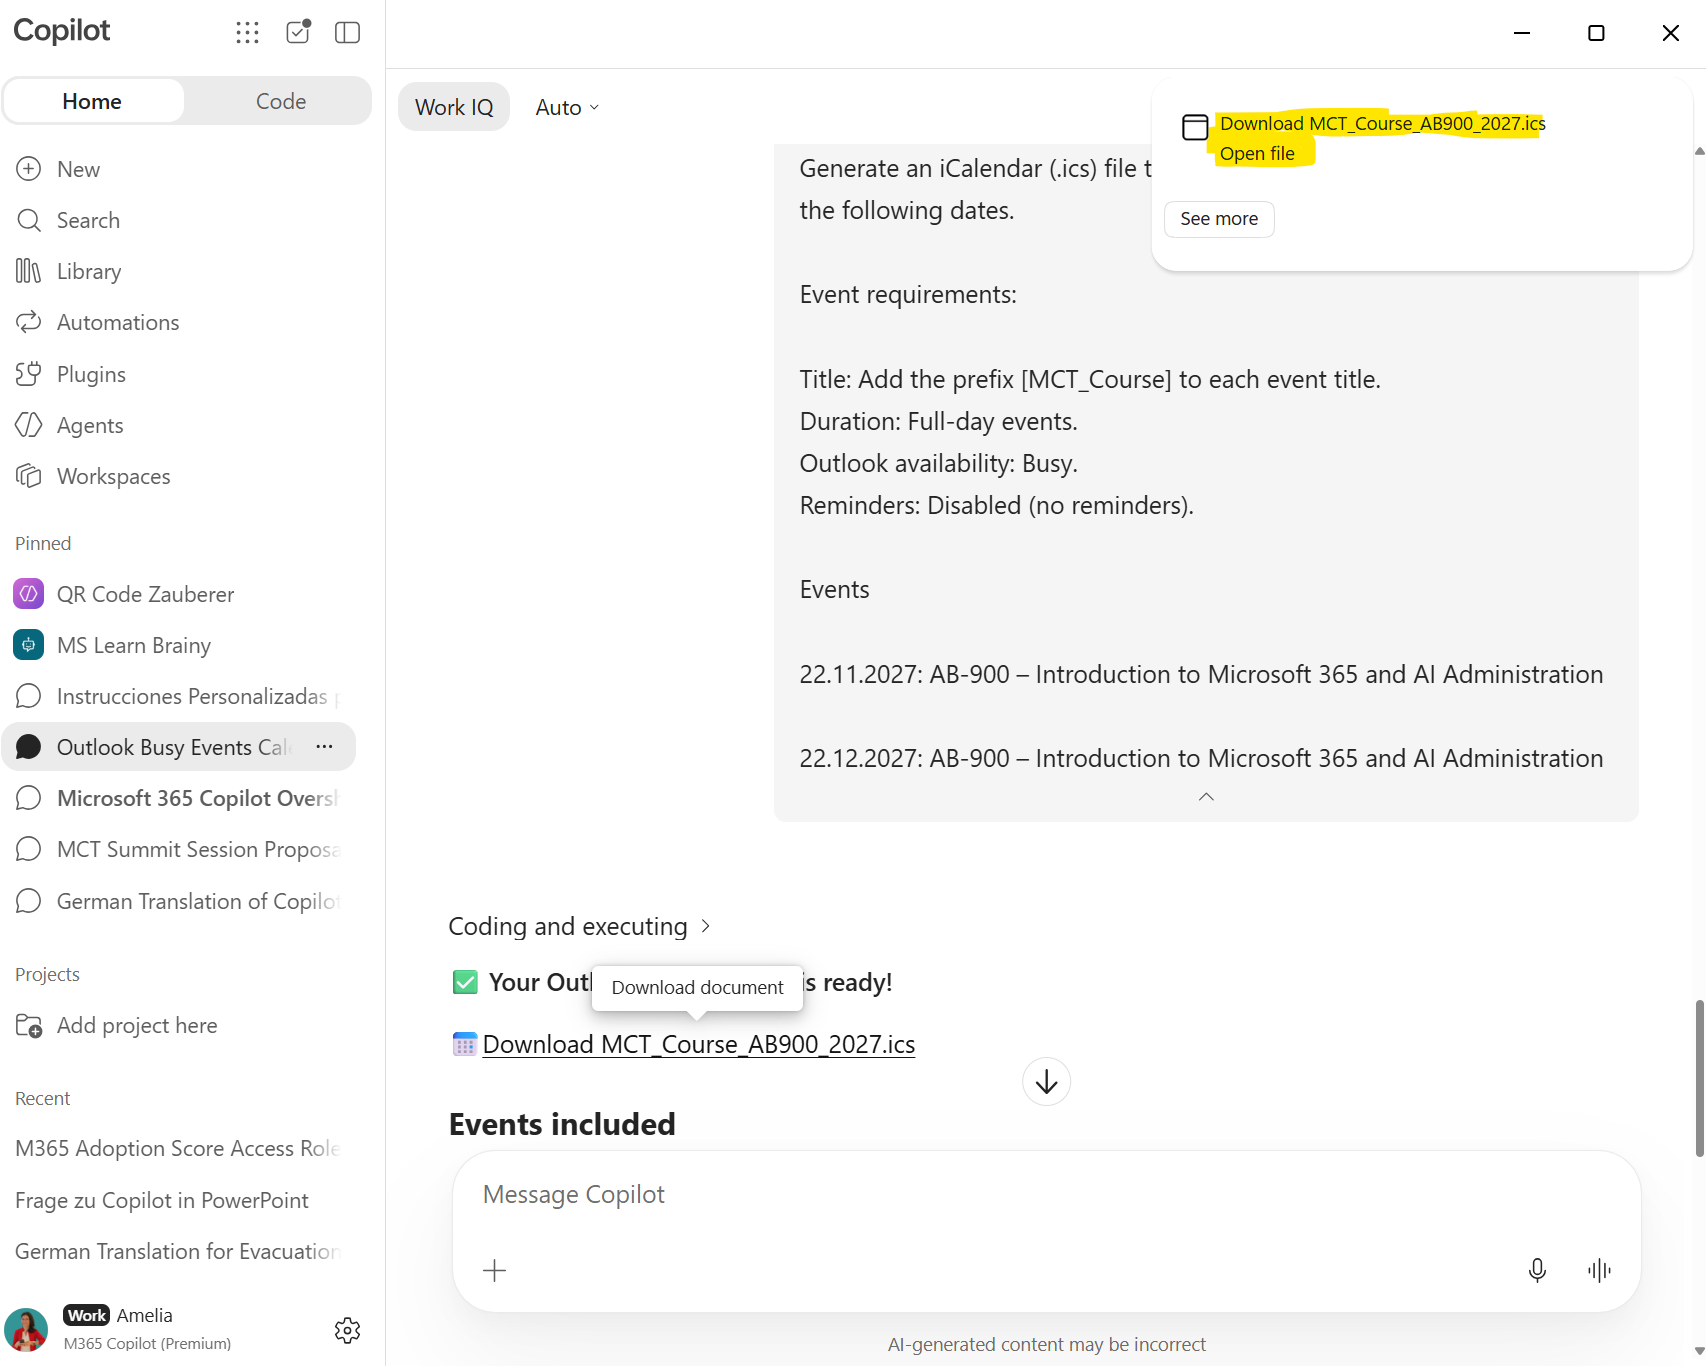 Copilot
Home
Code
New
Search
Library
Automations
Plugins
Agents
Workspaces
Pinned
QR Code Zauberer
MS Learn Brainy
Instrucciones Personalizadas
Outlook Busy Events Cal
Microsoft 365 Copilot Overs
MCT Summit Session Propos
German Translation of Copilo
Projects
Add project here
Recent
M365 Adoption Score Access Role
Frage zu Copilot in PowerPoint
German Translation for Evacuation
Work Amelia
M365 Copilot (Premium)
Work IQ
Auto
Download MCT_Course_AB900_2027.ics
Open file
See more
Generate an iCalendar (.ics) file
the following dates.
Event requirements:
Title: Add the prefix [MCT_Course] to each event title.
Duration: Full-day events.
Outlook availability: Busy.
Reminders: Disabled (no reminders).
Events
22.11.2027: AB-900 – Introduction to Microsoft 365 and AI Administration
22.12.2027: AB-900 – Introduction to Microsoft 365 and AI Administration
Coding and executing
Your Out
s ready!
Download document
Download MCT_Course_AB900_2027.ics
Events included
Message Copilot
AI-generated content may be incorrect